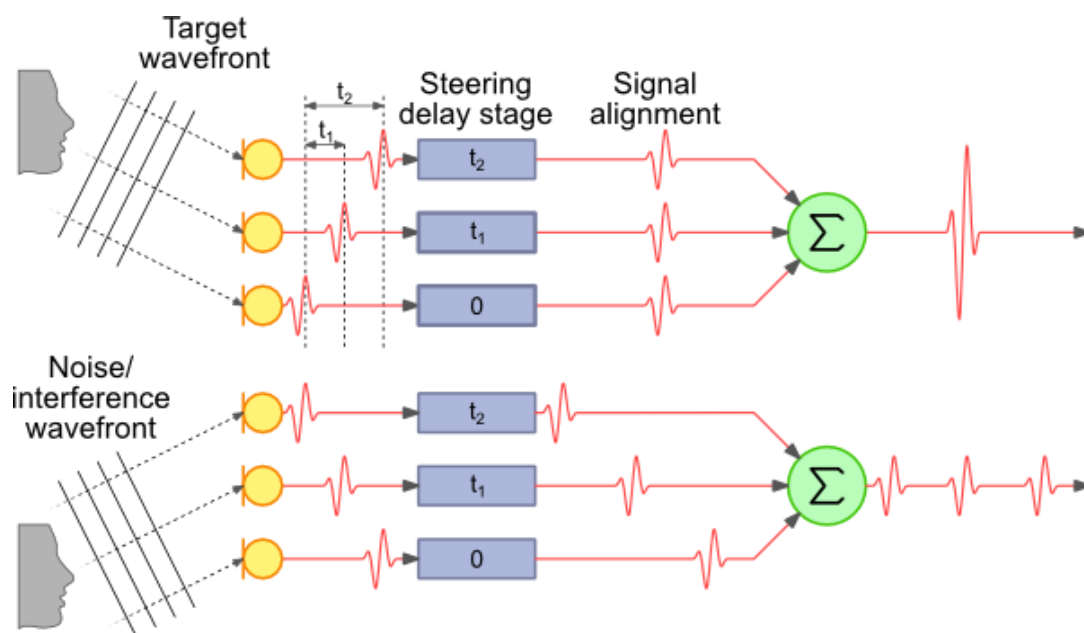 Target
wavefront
t₂
t₁
Steering
delay stage
Signal
alignment
t₂
t₁
0
Σ
Noise/
interference
wavefront
t₂
t₁
0
Σ